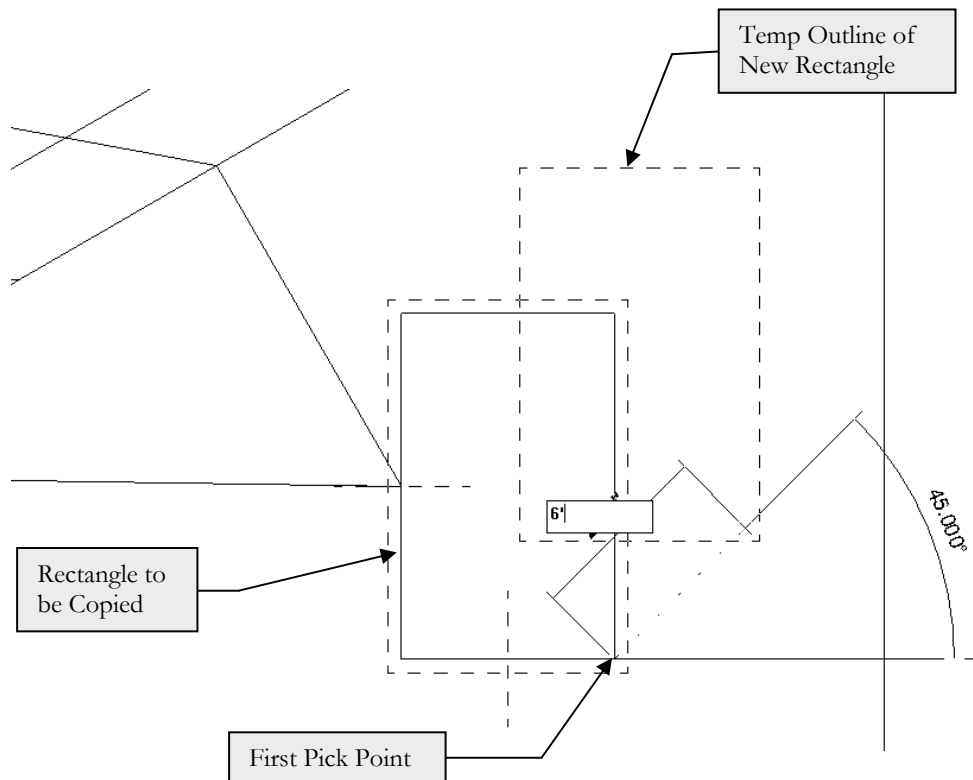 Temp Outline of
New Rectangle
6'
45.000°
Rectangle to
be Copied
First Pick Point